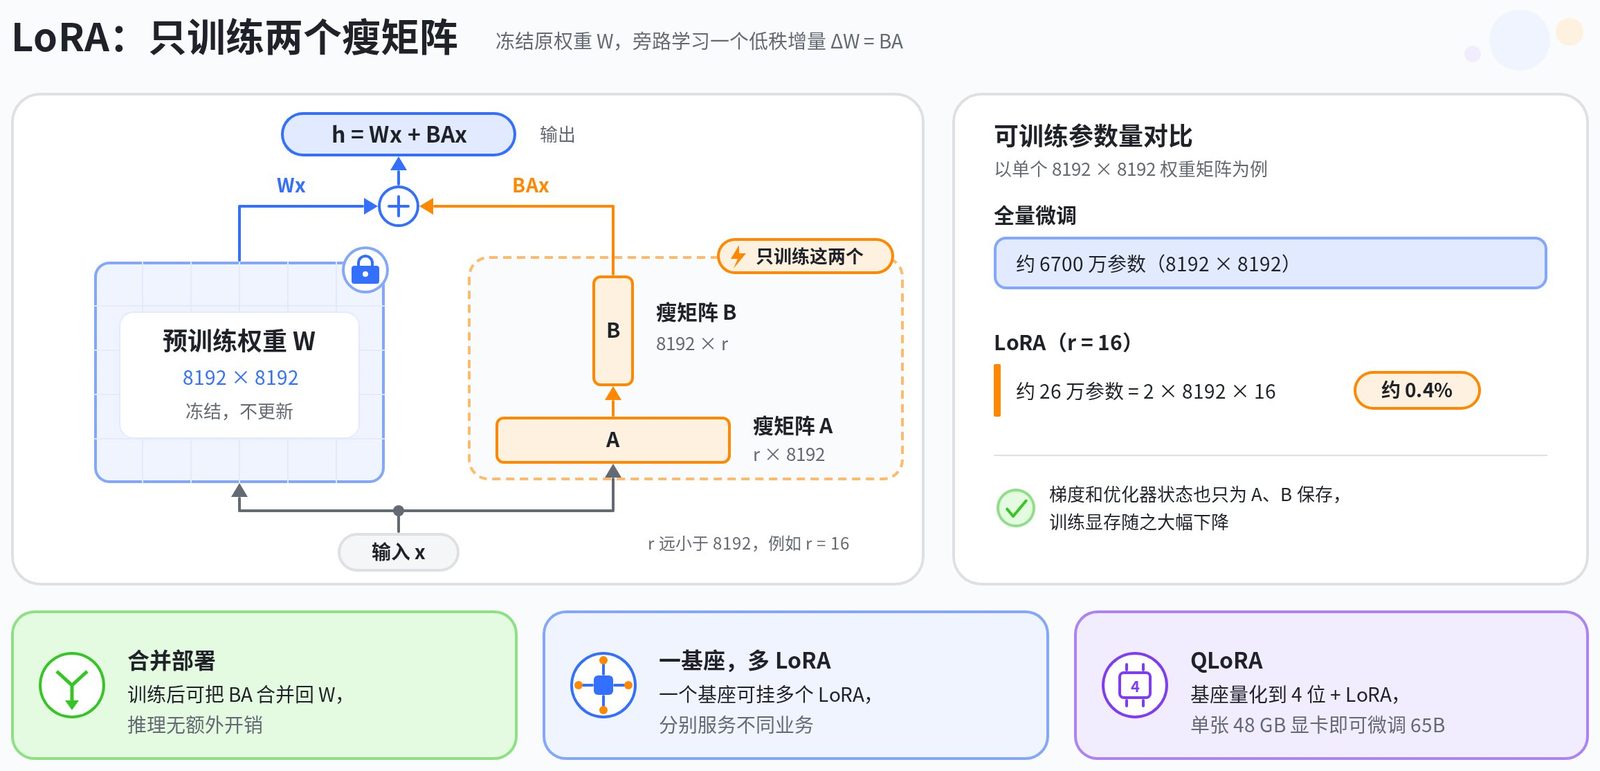 LoRA：只训练两个瘦矩阵
冻结原权重 W，旁路学习一个低秩增量 ΔW = BA
h = Wx + BAx
输出
Wx
BAx
只训练这两个
预训练权重 W
8192 × 8192
冻结，不更新
B
瘦矩阵 B
8192 × r
A
瘦矩阵 A
r × 8192
输入 x
r 远小于 8192，例如 r = 16
可训练参数量对比
以单个 8192 × 8192 权重矩阵为例
全量微调
约 6700 万参数（8192 × 8192）
LoRA（r = 16）
约 26 万参数 = 2 × 8192 × 16
约 0.4%
梯度和优化器状态也只为 A、B 保存，
训练显存随之大幅下降
合并部署
训练后可把 BA 合并回 W，
推理无额外开销
一基座，多 LoRA
一个基座可挂多个 LoRA，
分别服务不同业务
4
QLoRA
基座量化到 4 位 + LoRA，
单张 48 GB 显卡即可微调 65B